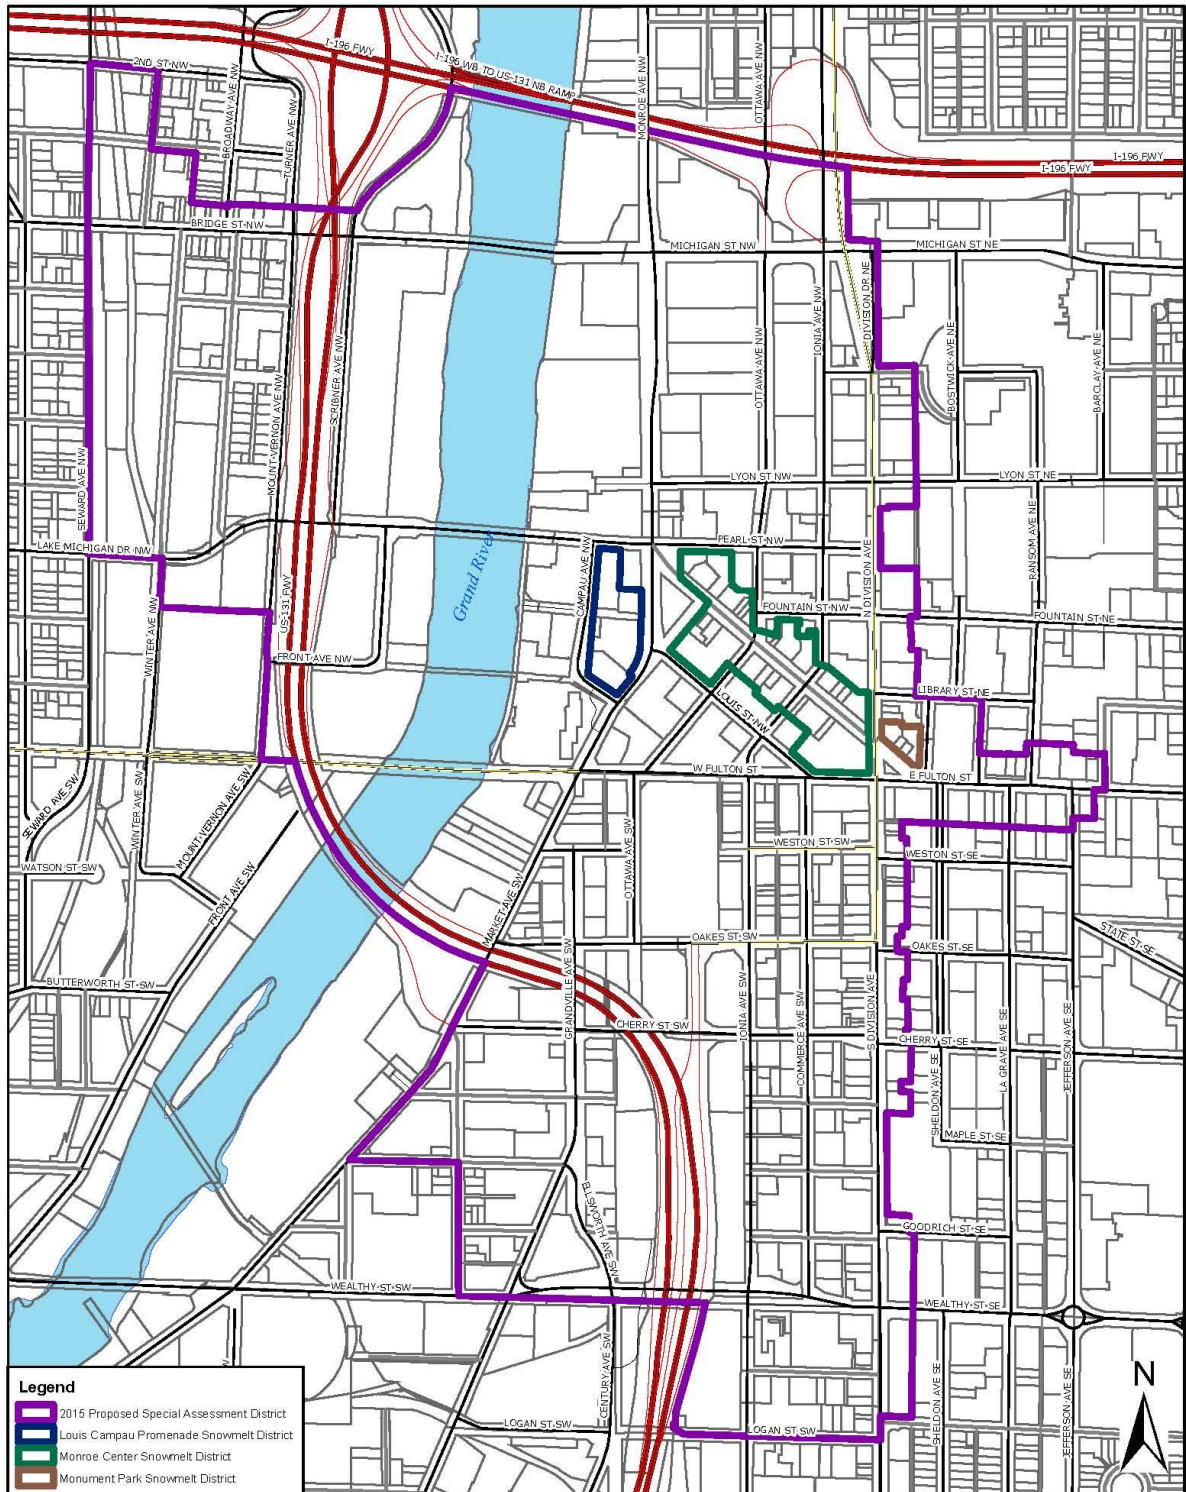 I-196 FWY
I-196 WB TO US-131 NB RAMP
2ND ST NW
BROADWAY AVE NW
TURNER AVE NW
MONROE AVE NW
OTTAWA AVE NW
I-196 FWY
I-196 FWY
BRIDGE ST NW
MICHIGAN ST NW
MICHIGAN ST NE
DIVISION DR NE
IONIA AVE NW
OTTAWA AVE NW
BOSTWICK AVE NE
BARCLAY AVE NE
SCRIBNER AVE NW
MOUNT VERNON AVE NW
SEWARD AVE NW
LYON ST NW
LYON ST NE
LAKE MICHIGAN DR NW
PEARL ST NW
Grand River
CAMPAU AVE NW
N DIVISION AVE
RANSOM AVE NE
US-131 FWY
WINTER AVE NW
FOUNTAIN ST NW
FOUNTAIN ST NE
FRONT AVE NW
LIBRARY ST NE
LOUIS ST NW
W FULTON ST
E FULTON ST
SEWARD AVE SW
WINTER AVE SW
MOUNT VERNON AVE SW
WATSON ST SW
FRONT AVE SW
OTTAWA AVE SW
WESTON ST SW
WESTON ST SE
MARKET AVE SW
OAKES ST SW
OAKES ST SE
STATE ST SE
BUTTERWORTH ST SW
GRANDVILLE AVE SW
CHERRY ST SW
IONIA AVE SW
COMMERCE AVE SW
S DIVISION AVE
CHERRY ST SE
SHELDON AVE SE
LA GRAVE AVE SE
JEFFERSON AVE SE
MAPLE ST SE
ELLSWORTH AVE SW
GOODRICH ST SE
WEALTHY ST SW
WEALTHY ST SE
CENTURY AVE SW
LOGAN ST SW
LOGAN ST SW
SHELDON AVE SE
JEFFERSON AVE SE
N
W
Legend
2015 Proposed Special Assessment District
Louis Campau Promenade Snowmelt District
Monroe Center Snowmelt District
Monument Park Snowmelt District